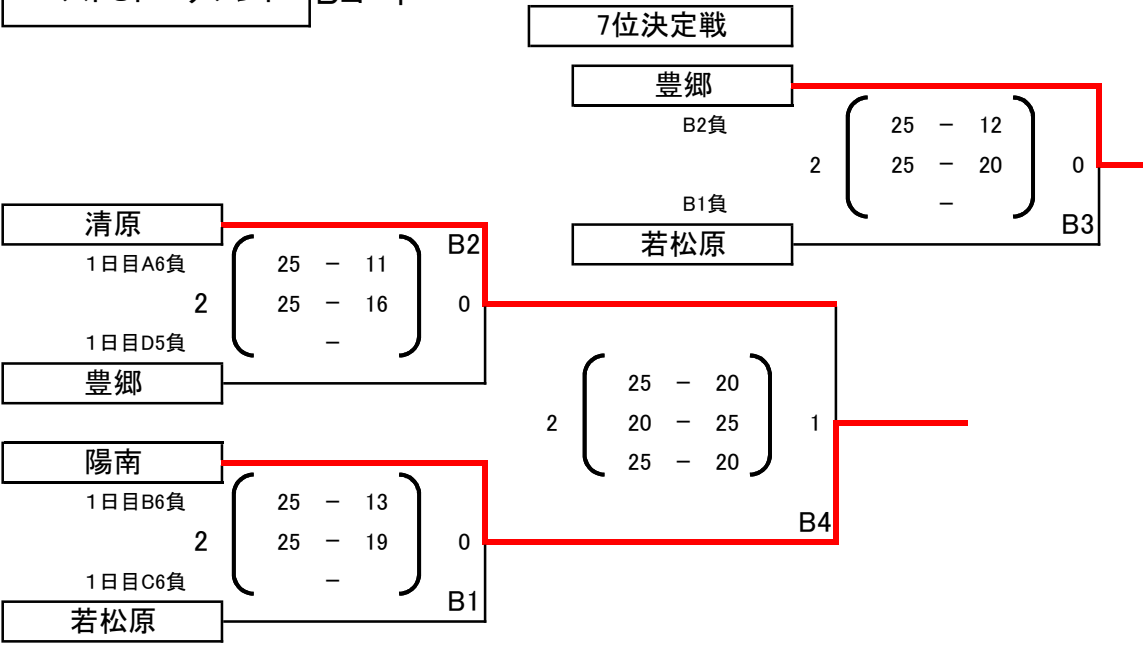 7位決定戦
豊郷
B2負
25 － 12
2 25 － 20 0
－
B1負
B3
若松原
清原
B2
1日目A6負
25 － 11
2 25 － 16 0
1日目D5負
－
豊郷
25 － 20
2 20 － 25 1
25 － 20
B4
陽南
1日目B6負
25 － 13
2 25 － 19 0
1日目C6負
－
B1
若松原